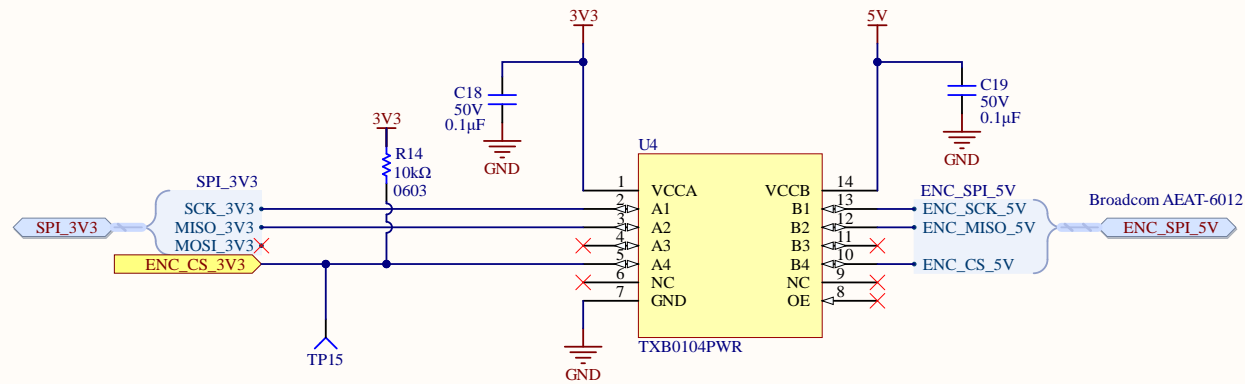 3V3
5V
C18
50V
0.1µF
GND
C19
50V
0.1µF
GND
3V3
R14
10kΩ
0603
U4
SPI_3V3
SPI_3V3
SCK_3V3
MISO_3V3
MOSI_3V3
ENC_CS_3V3
TP15
1 VCCA VCCB 14
2 A1 B1 13
3 A2 B2 12
4 A3 B3 11
5 A4 B4 10
6 NC NC 9
7 GND OE 8
TXB0104PWR
GND
ENC_SPI_5V
ENC_SCK_5V
ENC_MISO_5V
ENC_CS_5V
Broadcom AEAT-6012
ENC_SPI_5V